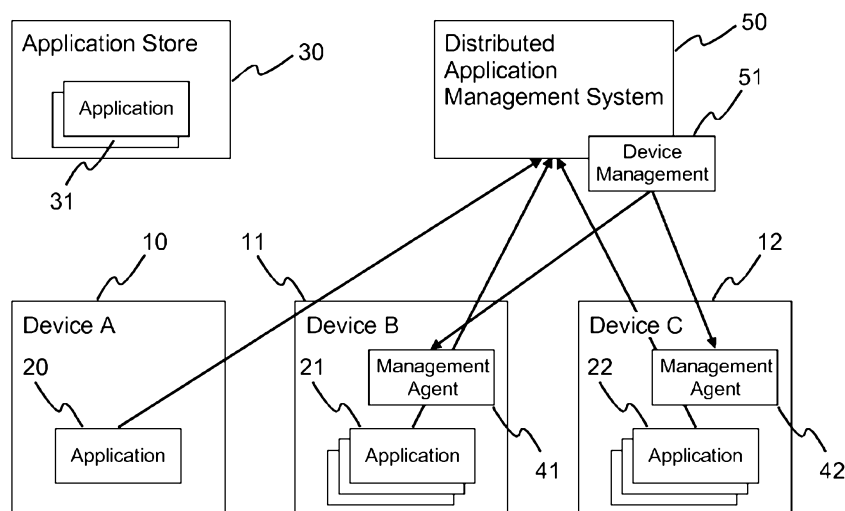 Application Store
30
Application
31
Distributed
Application
Management System
50
51
Device
Management
10
11
12
Device A
Device B
Device C
20
21
22
Management
Agent
Management
Agent
Application
Application
Application
41
42